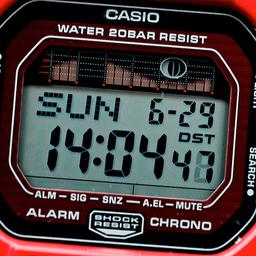 CASIO
WATER 20BAR RESIST
SUN 6-29
DST
14:04 48
ALM SIG SNZ A.EL MUTE
ALARM SHOCK RESIST CHRONO
SEARCH